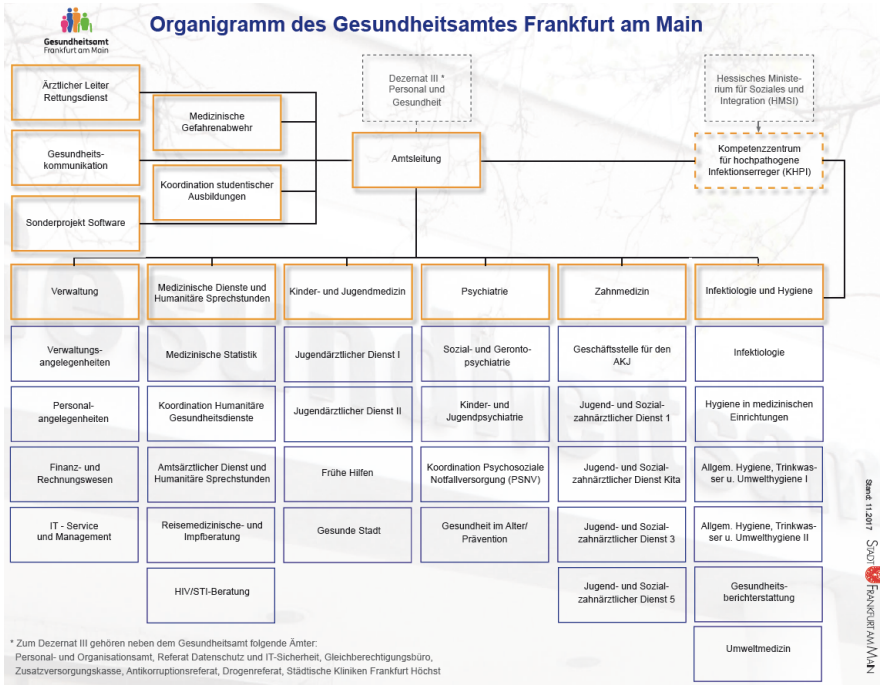 Organigramm des Gesundheitsamtes Frankfurt am Main
Gesundheitsamt
Frankfurt am Main
Ärztlicher Leiter
Rettungsdienst
Medizinische
Gefahrenabwehr
Gesundheits-
kommunikation
Koordination studentischer
Ausbildungen
Sonderprojekt Software
Dezernat III *
Personal und
Gesundheit
Amtsleitung
Hessisches Ministe-
rium für Soziales und
Integration (HMSI)
Kompetenzzentrum
für hochpathogene
Infektionserreger (KHPI)
Verwaltung
Verwaltungs-
angelegenheiten
Personal-
angelegenheiten
Finanz- und
Rechnungswesen
IT - Service
und Management
Medizinische Dienste und
Humanitäre Sprechstunden
Medizinische Statistik
Koordination Humanitäre
Gesundheitsdienste
Amtsärztlicher Dienst und
Humanitäre Sprechstunden
Reisemedizinische- und
Impfberatung
HIV/STI-Beratung
Kinder- und Jugendmedizin
Jugendärztlicher Dienst I
Jugendärztlicher Dienst II
Frühe Hilfen
Gesunde Stadt
Psychiatrie
Sozial- und Geronto-
psychiatrie
Kinder- und
Jugendpsychiatrie
Koordination Psychosoziale
Notfallversorgung (PSNV)
Gesundheit im Alter/
Prävention
Zahnmedizin
Geschäftsstelle für den
AKJ
Jugend- und Sozial-
zahnärztlicher Dienst 1
Jugend- und Sozial-
zahnärztlicher Dienst Kita
Jugend- und Sozial-
zahnärztlicher Dienst 3
Jugend- und Sozial-
zahnärztlicher Dienst 5
Infektiologie und Hygiene
Infektiologie
Hygiene in medizinischen
Einrichtungen
Allgem. Hygiene, Trinkwas-
ser u. Umwelthygiene I
Allgem. Hygiene, Trinkwas-
ser u. Umwelthygiene II
Gesundheits-
berichterstattung
Umweltmedizin
* Zum Dezernat III gehören neben dem Gesundheitsamt folgende Ämter:
Personal- und Organisationsamt, Referat Datenschutz und IT-Sicherheit, Gleichberechtigungsbüro,
Zusatzversorgungskasse, Antikorruptionsreferat, Drogenreferat, Städtische Kliniken Frankfurt Höchst
Stand: 11.2017
STADT FRANKFURT AM MAIN